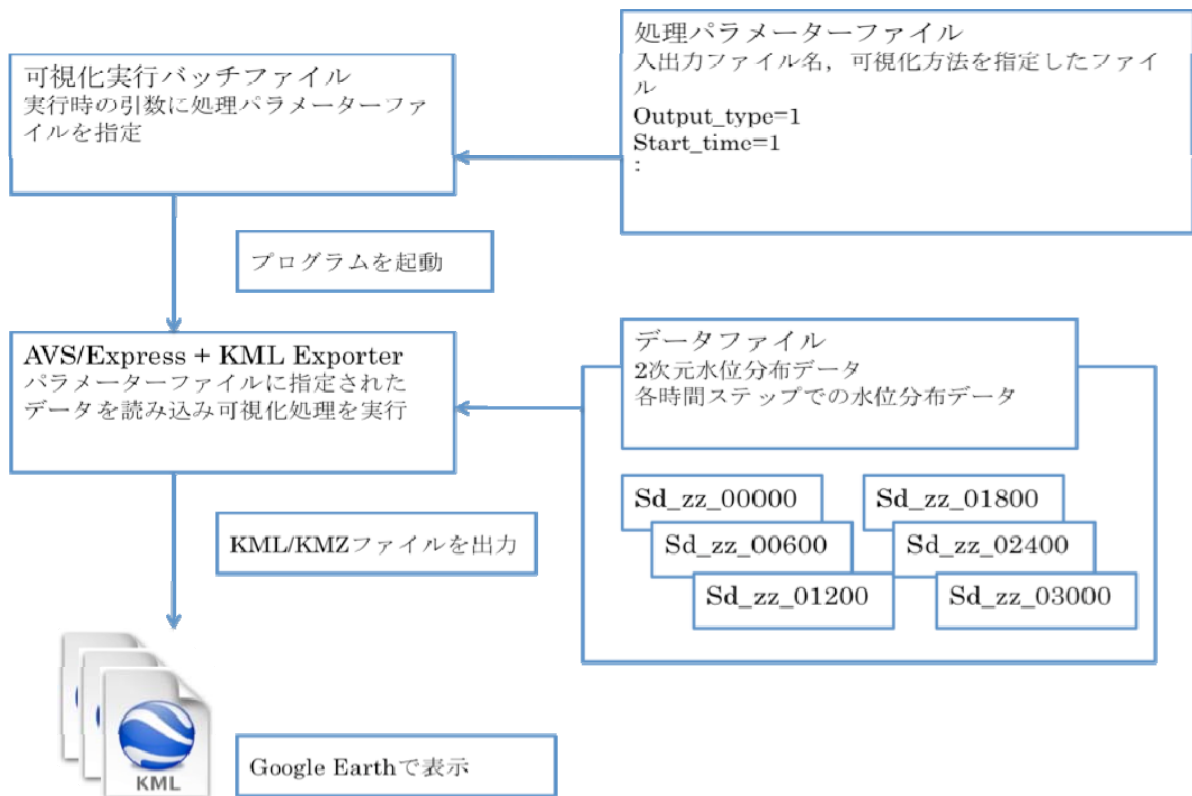 可視化実行バッチファイル
実行時の引数に処理パラメーターファ
イルを指定
処理パラメーターファイル
入出力ファイル名，可視化方法を指定したファイ
ル
Output_type=1
Start_time=1
:
プログラムを起動
AVS/Express + KML Exporter
パラメーターファイルに指定された
データを読み込み可視化処理を実行
データファイル
2次元水位分布データ
各時間ステップでの水位分布データ
Sd_zz_00000
Sd_zz_01800
Sd_zz_00600
Sd_zz_02400
Sd_zz_01200
Sd_zz_03000
KML/KMZファイルを出力
KML
Google Earthで表示